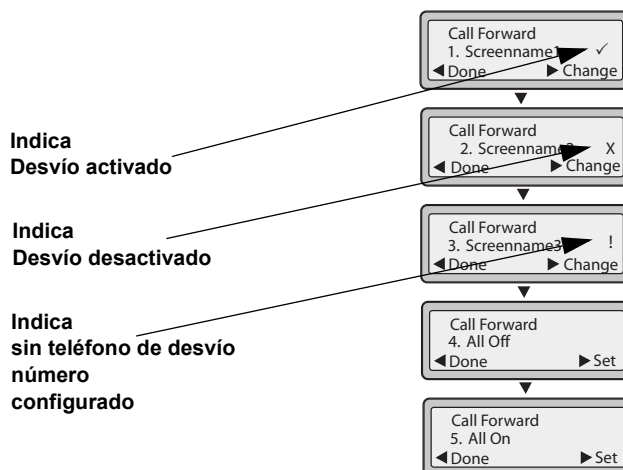 Call Forward
1. Screenname1 ✓
◀Done ▶Change
▼
Call Forward
2. Screenname2 X
◀ Done ▶Change
▼
Call Forward
3. Screenname3 !
◀Done ▶ Change
▼
Call Forward
4. All Off
◀Done ▶Set
▼
Call Forward
5. All On
◀Done ▶Set
Indica
Desvío activado
Indica
Desvío desactivado
Indica
sin teléfono de desvío
número
configurado